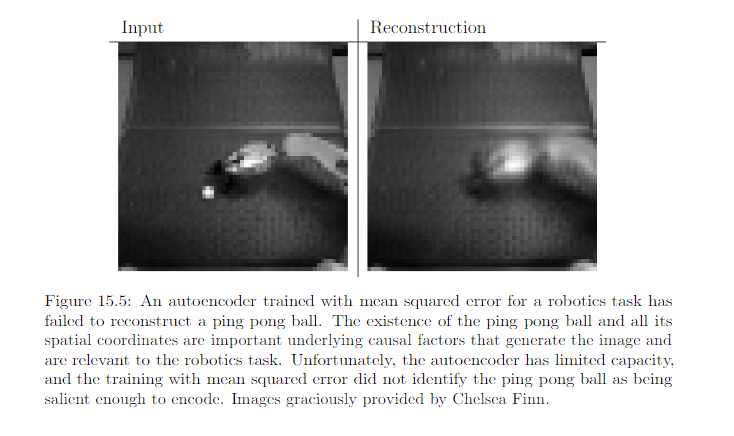 Input
Reconstruction
Figure 15.5: An autoencoder trained with mean squared error for a robotics task has
failed to reconstruct a ping pong ball. The existence of the ping pong ball and all its
spatial coordinates are important underlying causal factors that generate the image and
are relevant to the robotics task. Unfortunately, the autoencoder has limited capacity,
and the training with mean squared error did not identify the ping pong ball as being
salient enough to encode. Images graciously provided by Chelsea Finn.